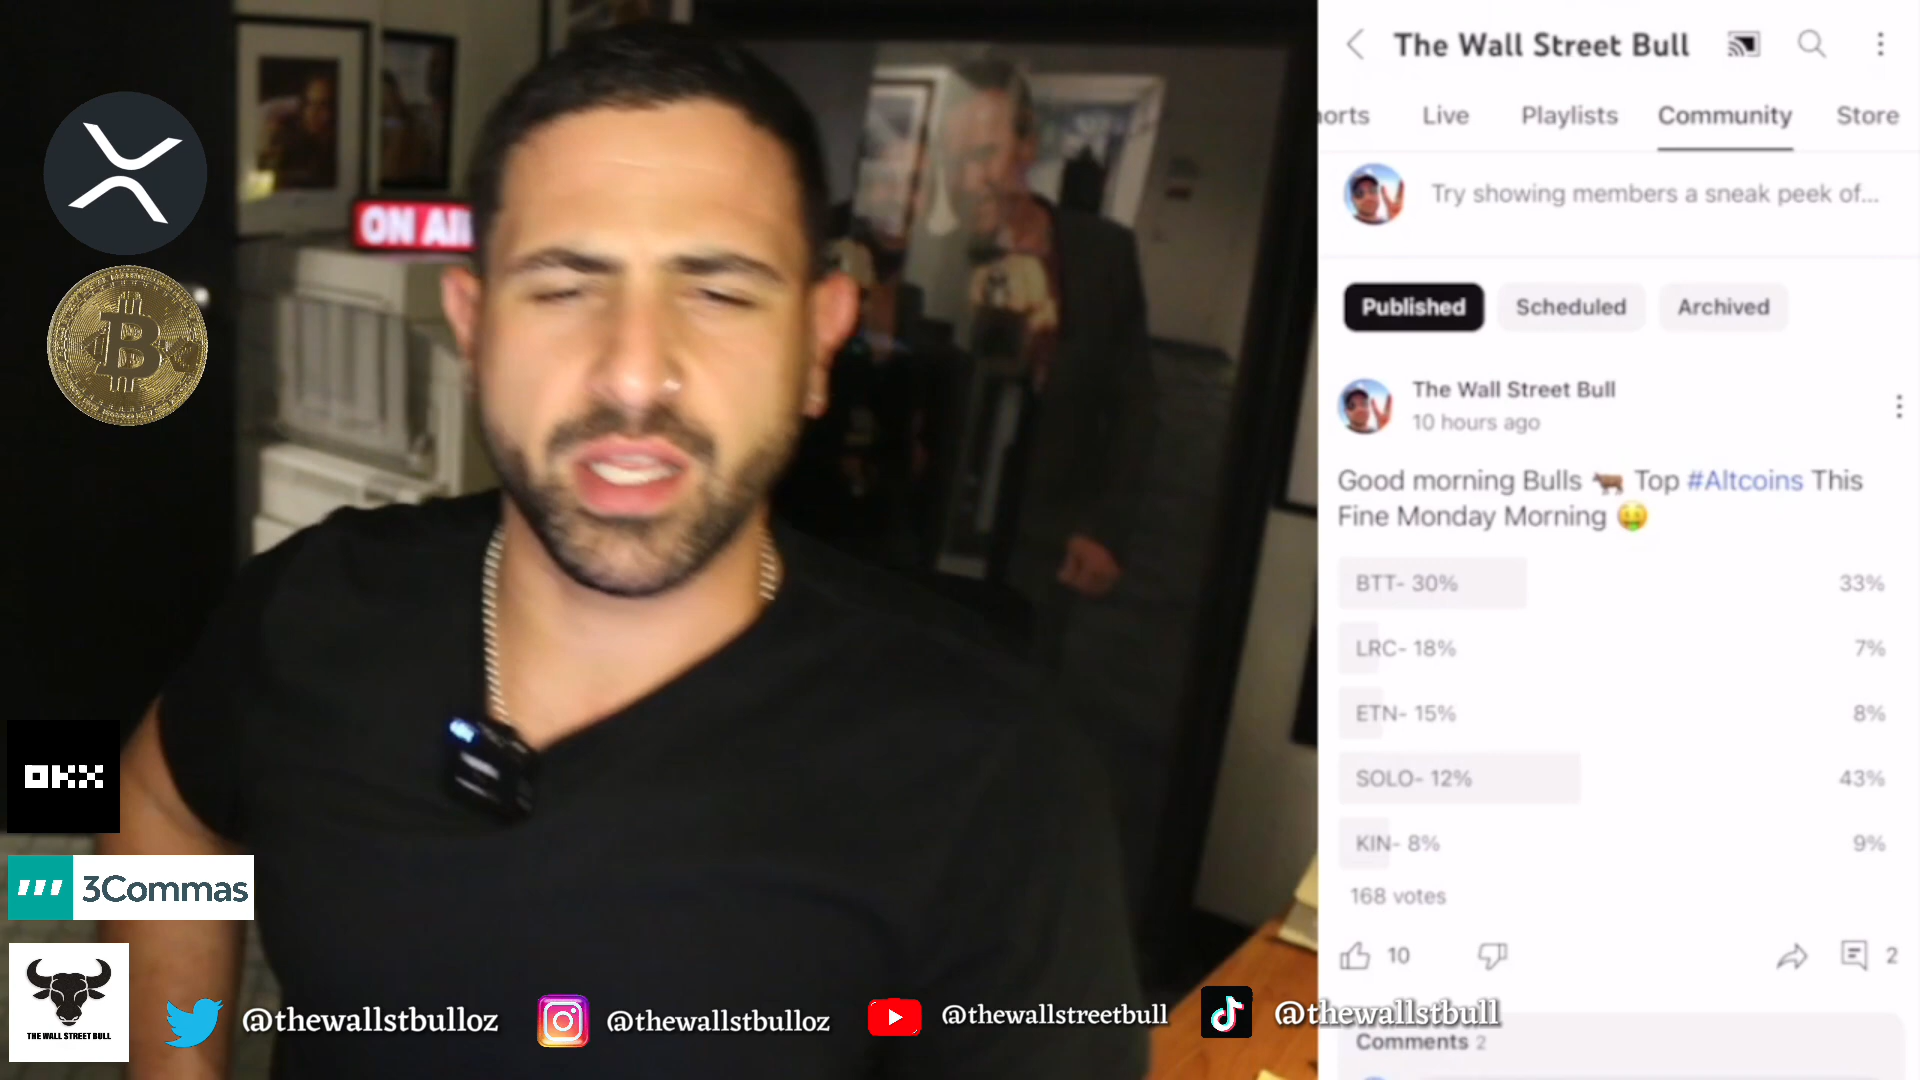 ON AI
OKX
3Commas
THE WALL STREET BULL
@thewallstbulloz
@thewallstbulloz
@thewallstreetbull
@thewallstbull
The Wall Street Bull
orts
Live
Playlists
Community
Store
Try showing members a sneak peek of...
Published
Scheduled
Archived
The Wall Street Bull
10 hours ago
Good morning Bulls 🐂 Top #Altcoins This
Fine Monday Morning 🤑
BTT- 30% 33%
LRC- 18% 7%
ETN- 15% 8%
SOLO- 12% 43%
KIN- 8% 9%
168 votes
10
2
Comments 2